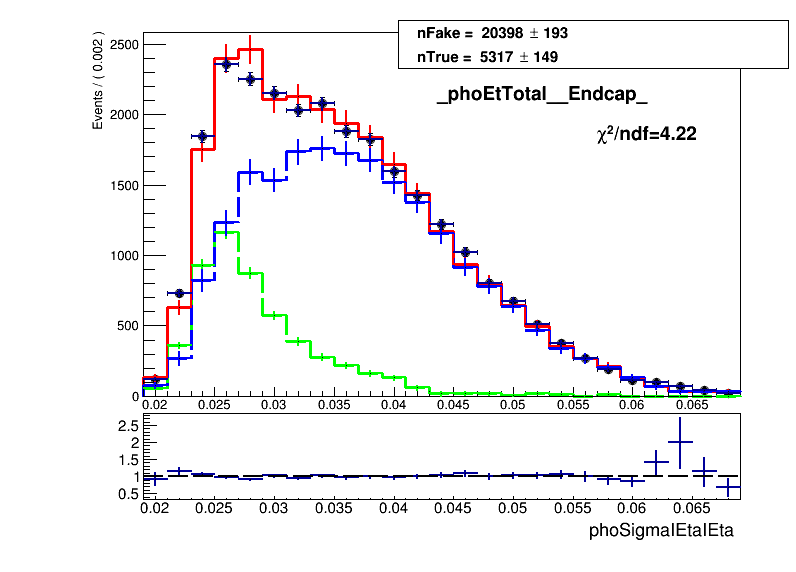 nFake = 20398 ± 193
nTrue = 5317 ± 149
_phoEtTotal__Endcap_
χ²/ndf=4.22
Events / ( 0.002 )
2500
2000
1500
1000
500
0
0.02 0.025 0.03 0.035 0.04 0.045 0.05 0.055 0.06 0.065
2.5
2
1.5
1
0.5
0.02 0.025 0.03 0.035 0.04 0.045 0.05 0.055 0.06 0.065
phoSigmaIEtaIEta